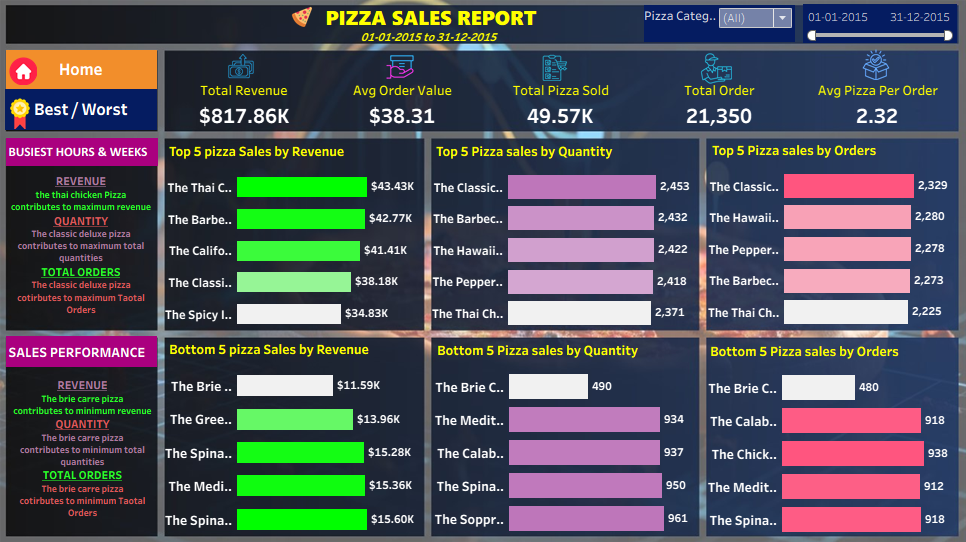 PIZZA SALES REPORT
01-01-2015 to 31-12-2015
Pizza Categ..
(All)
01-01-2015
31-12-2015
Home
Best / Worst
Total Revenue
$817.86K
Avg Order Value
$38.31
Total Pizza Sold
49.57K
Total Order
21,350
Avg Pizza Per Order
2.32
BUSIEST HOURS & WEEKS
REVENUE
the thai chicken Pizza
contributes to maximum revenue
QUANTITY
The classic deluxe pizza
contributes to maximum total
quantities
TOTAL ORDERS
The classic deluxe pizza
cotirbutes to maximum Taotal
Orders
Top 5 pizza Sales by Revenue
The Thai C.. $43.43K
The Barbe.. $42.77K
The Califo.. $41.41K
The Classi.. $38.18K
The Spicy I.. $34.83K
Top 5 Pizza Sales by Quantity
The Classic.. 2,453
The Barbec.. 2,432
The Hawaii.. 2,422
The Pepper.. 2,418
The Thai Ch.. 2,371
Top 5 Pizza sales by Orders
The Classic.. 2,329
The Hawaii.. 2,280
The Pepper.. 2,278
The Barbec.. 2,273
The Thai Ch.. 2,225
SALES PERFORMANCE
REVENUE
The brie carre pizza
contributes to minimum revenue
QUANTITY
The brie carre pizza
contributes to minimum total
quantities
TOTAL ORDERS
The brie carre pizza
cotirbutes to minimum Taotal
Orders
Bottom 5 pizza Sales by Revenue
The Brie .. $11.59K
The Gree.. $13.96K
The Spina.. $15.28K
The Medi.. $15.36K
The Spina.. $15.60K
Bottom 5 Pizza sales by Quantity
The Brie C.. 490
The Medit.. 934
The Calab.. 937
The Spina.. 950
The Soppr.. 961
Bottom 5 Pizza sales by Orders
The Brie C.. 480
The Calab.. 918
The Chick.. 938
The Medit.. 912
The Spina.. 918